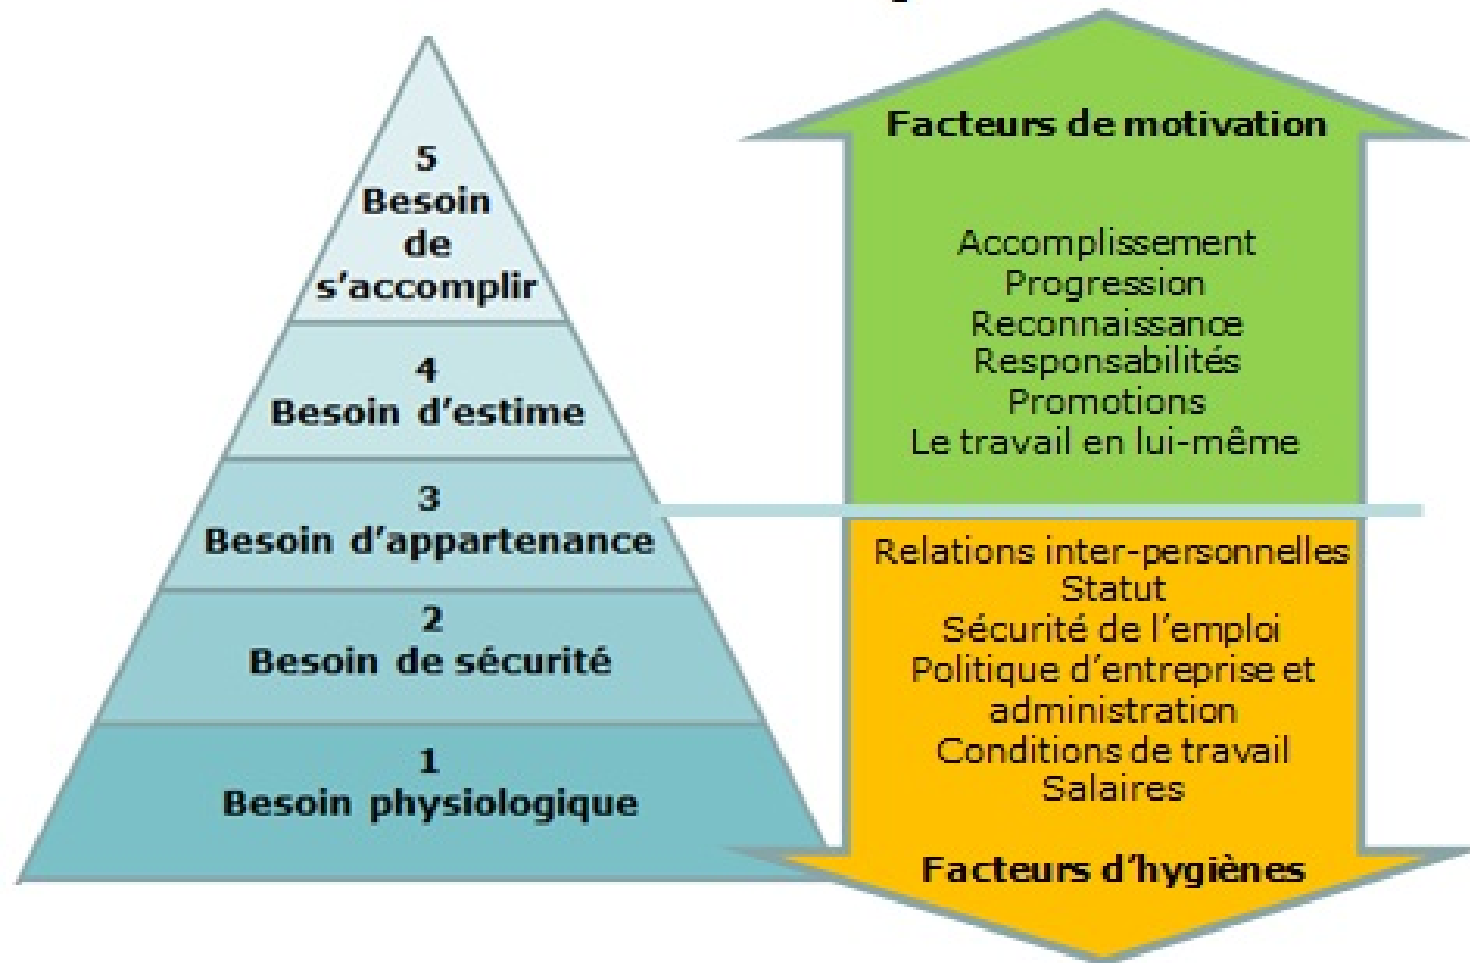 5
Besoin
de
s’accomplir
4
Besoin d’estime
3
Besoin d’appartenance
2
Besoin de sécurité
1
Besoin physiologique
Facteurs de motivation
Accomplissement
Progression
Reconnaissance
Responsabilités
Promotions
Le travail en lui-même
Relations inter-personnelles
Statut
Sécurité de l’emploi
Politique d’entreprise et
administration
Conditions de travail
Salaires
Facteurs d’hygiènes